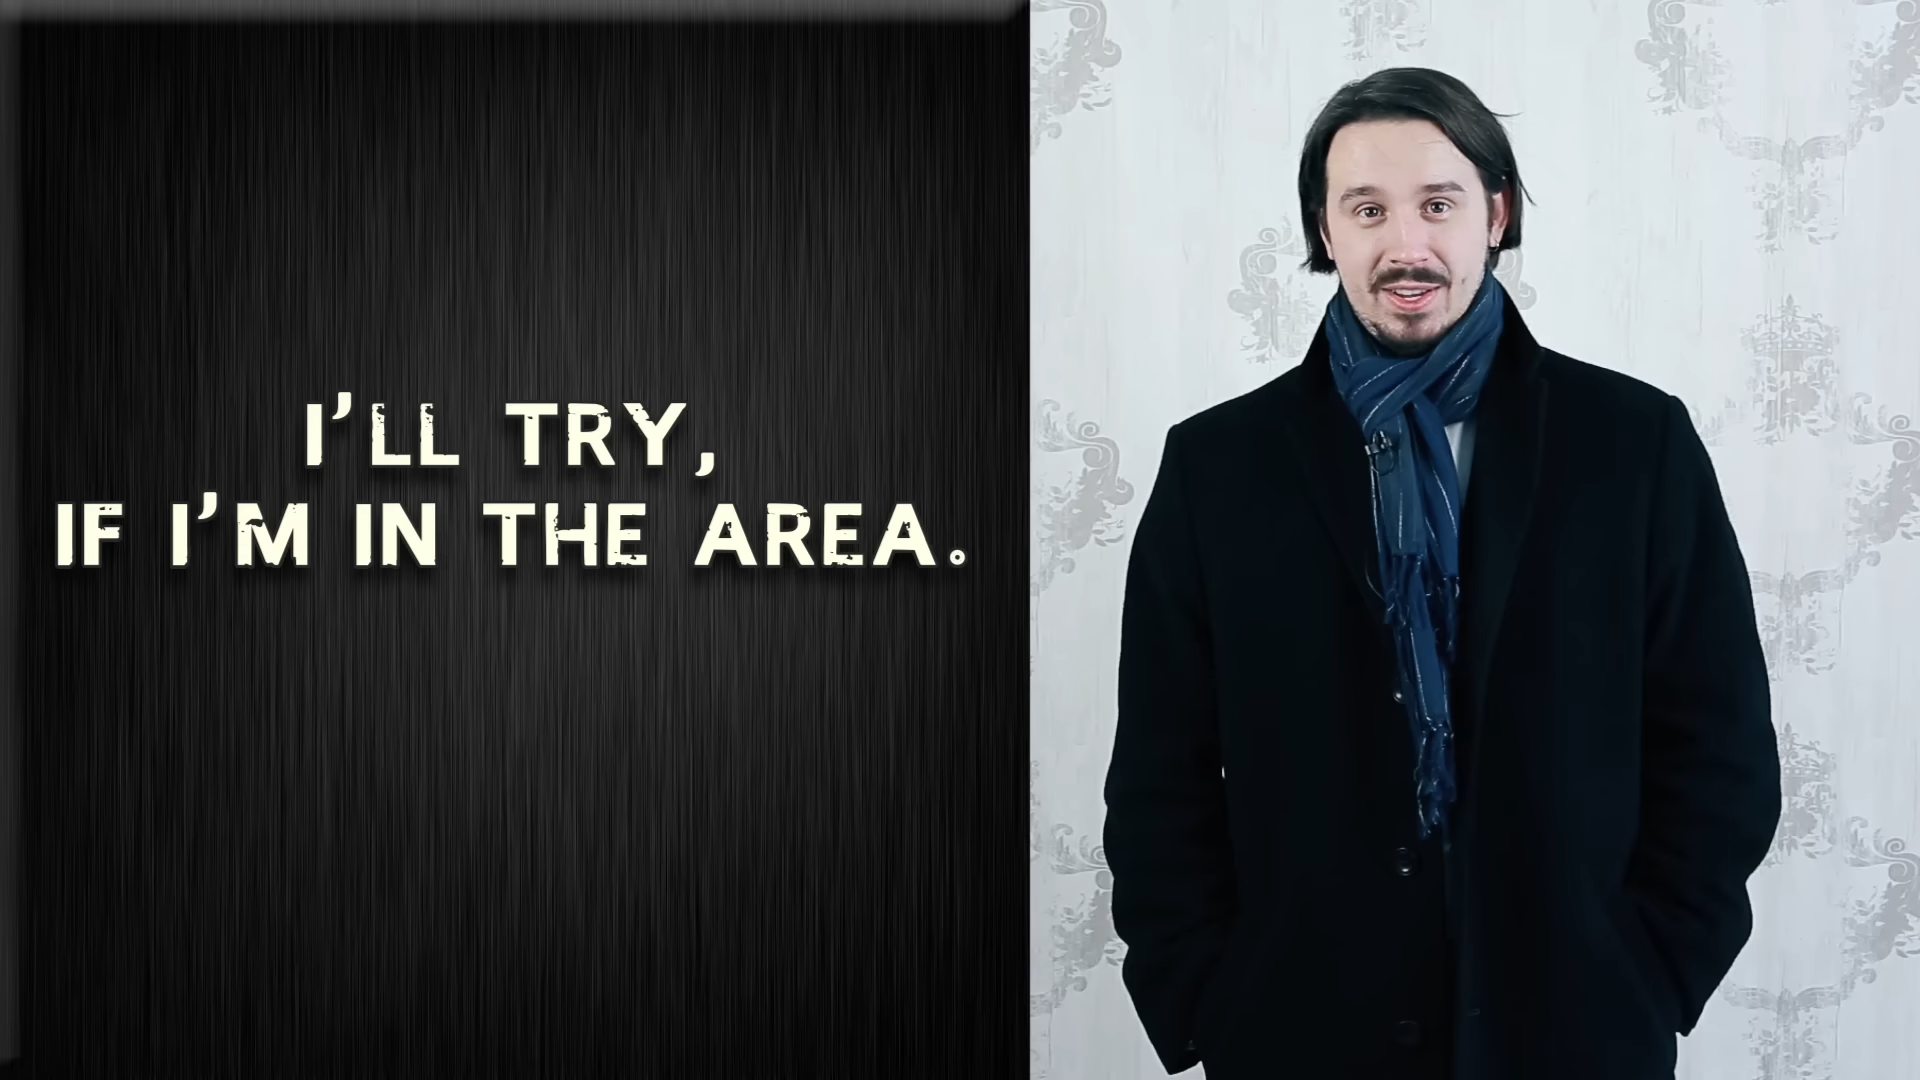 I'LL TRY,
IF I'M IN THE AREA.